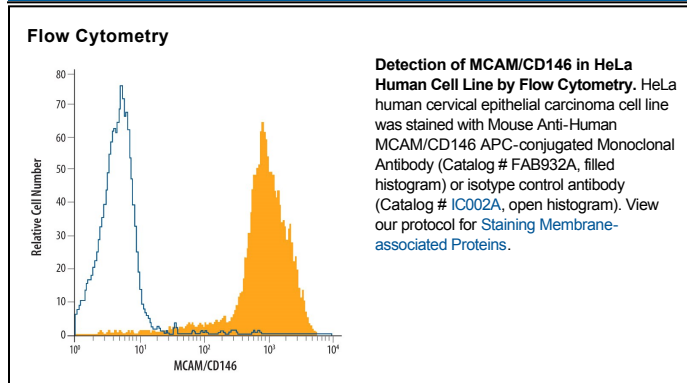 Flow Cytometry
Detection of MCAM/CD146 in HeLa
Human Cell Line by Flow Cytometry. HeLa
human cervical epithelial carcinoma cell line
was stained with Mouse Anti-Human
MCAM/CD146 APC-conjugated Monoclonal
Antibody (Catalog # FAB932A, filled
histogram) or isotype control antibody
(Catalog # IC002A, open histogram). View
our protocol for Staining Membrane-
associated Proteins.
Relative Cell Number
80
70
60
50
40
30
20
10
0
10⁰ 10¹ 10² 10³ 10⁴
MCAM/CD146